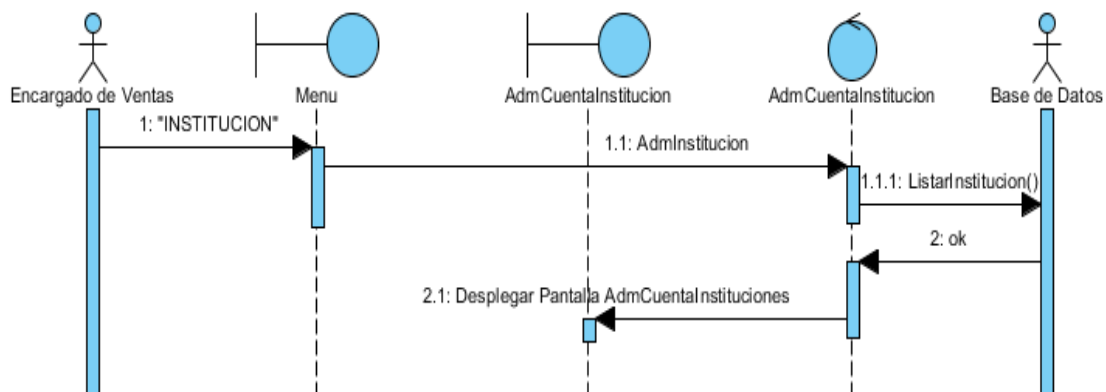 Encargado de Ventas
Menu
AdmCuentaInstitucion
AdmCuentaInstitucion
Base de Datos
1: "INSTITUCION"
1.1: AdmInstitucion
1.1.1: ListarInstitucion()
2: ok
2.1: Desplegar Pantalla AdmCuentaInstituciones